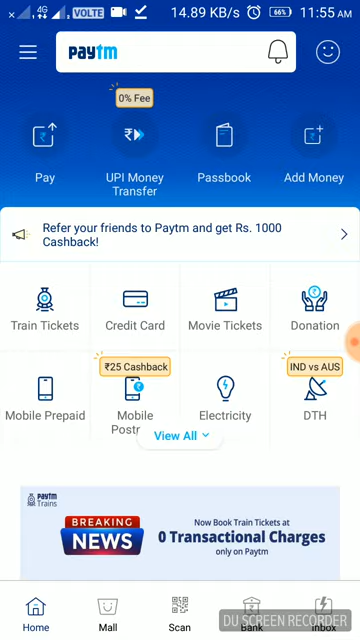 4G VOLTE 14.89 KB/s 66% 11:55 AM
paytm
0% Fee
Pay
UPI Money
Transfer
Passbook
Add Money
Refer your friends to Paytm and get Rs. 1000
Cashback!
Train Tickets
Credit Card
Movie Tickets
Donation
₹25 Cashback
IND vs AUS
Mobile Prepaid
Mobile
Electricity
DTH
View All
paytm
Trains
BREAKING
NEWS
Now Book Train Tickets at
0 Transactional Charges
only on Paytm
Home
Mall
Scan
Bank
Inbox
DU SCREEN RECORDER